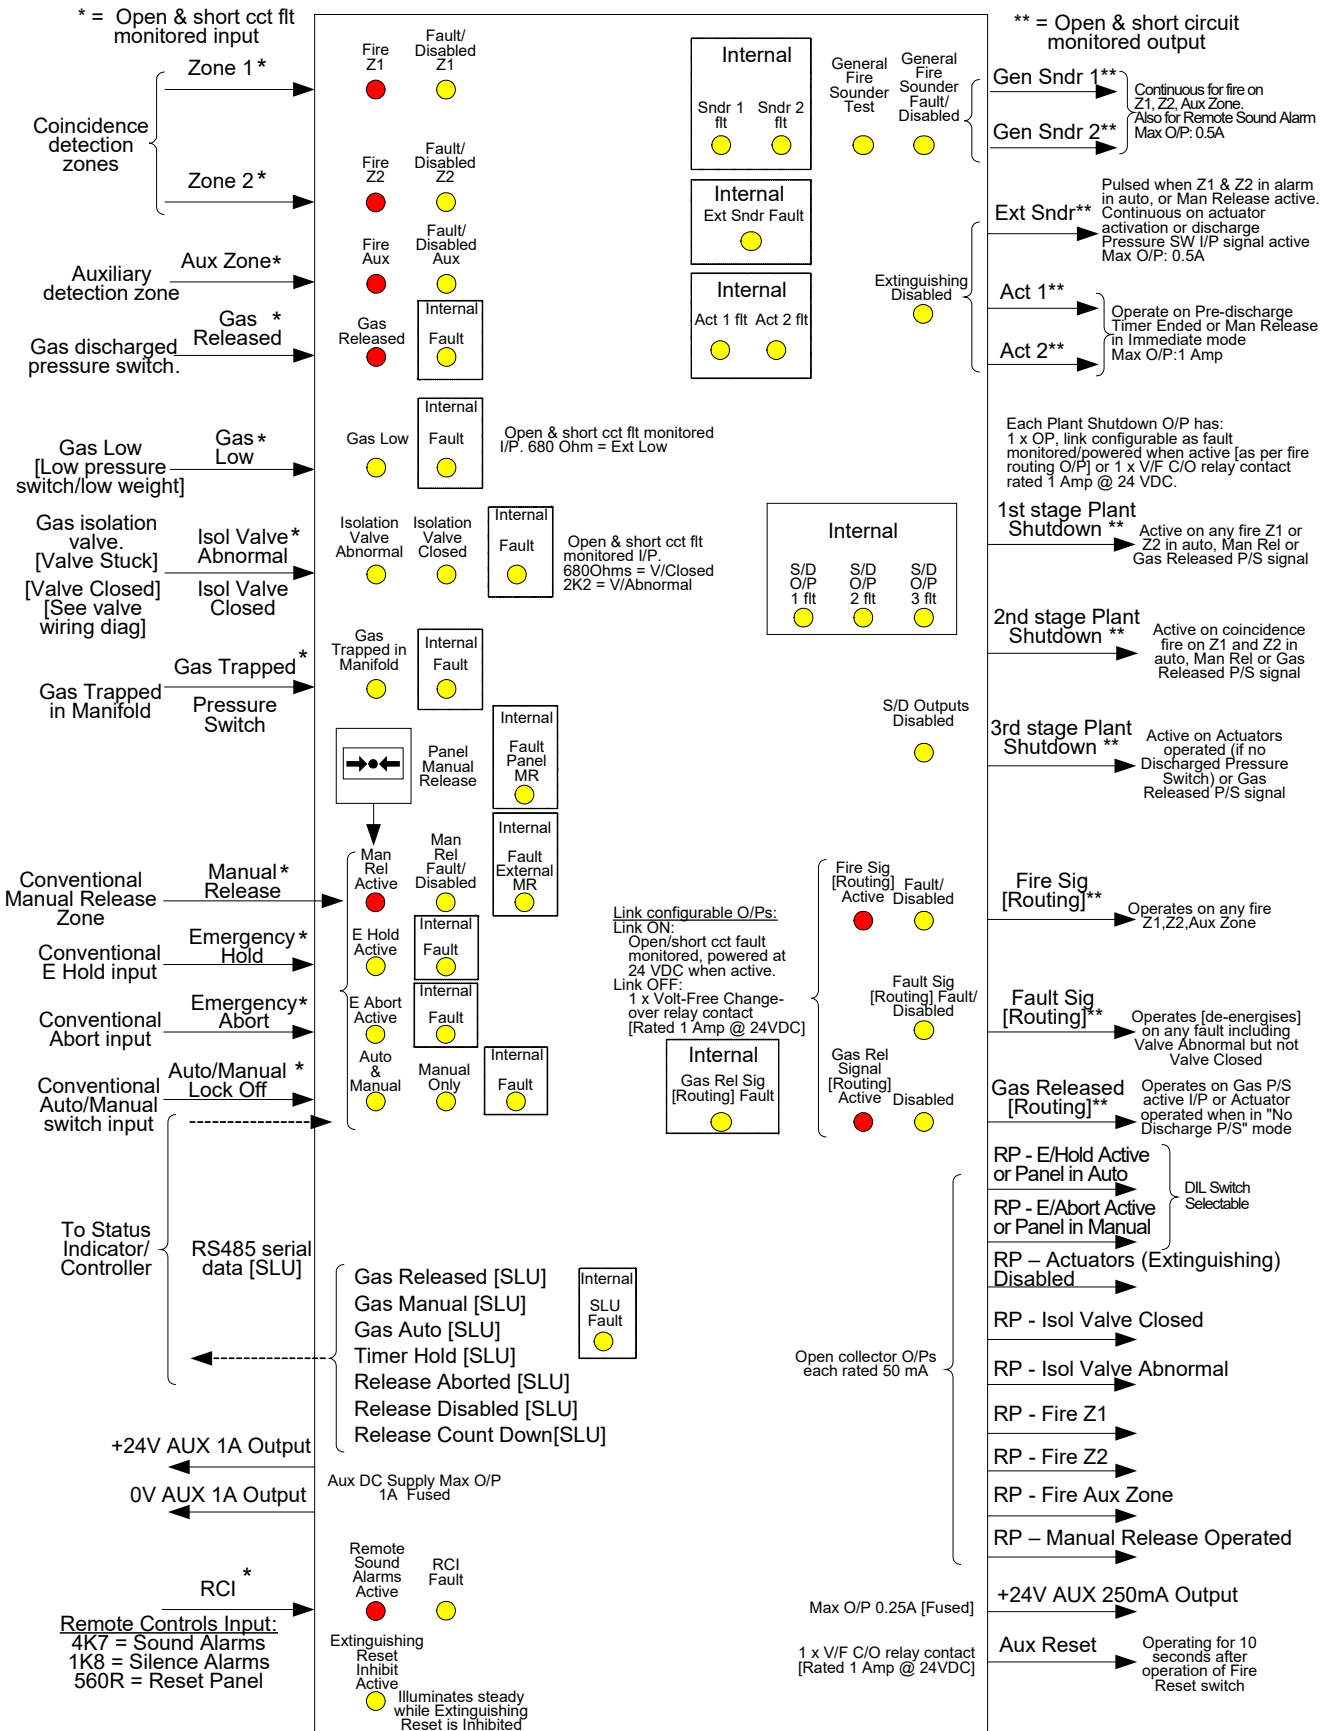 * = Open & short cct flt
monitored input
Zone 1 *
Coincidence
detection
zones
Zone 2 *
Aux Zone*
Auxiliary
detection zone
Gas *
Released
Gas discharged
pressure switch.
Gas *
Low
Gas Low
[Low pressure
switch/low weight]
Gas isolation
valve.
[Valve Stuck]
Isol Valve *
Abnormal
[Valve Closed]
[See valve
wiring diag]
Isol Valve
Closed
Gas Trapped *
Gas Trapped
in Manifold
Pressure
Switch
Manual *
Release
Conventional
Manual Release
Zone
Emergency *
Hold
Conventional
E Hold input
Emergency *
Abort
Conventional
Abort input
Auto/Manual *
Lock Off
Conventional
Auto/Manual
switch input
To Status
Indicator/
Controller
RS485 serial
data [SLU]
+24V AUX 1A Output
0V AUX 1A Output
RCI *
Remote Controls Input:
4K7 = Sound Alarms
1K8 = Silence Alarms
560R = Reset Panel
Fire
Z1
Fault/
Disabled
Z1
Fire
Z2
Fault/
Disabled
Z2
Fire
Aux
Fault/
Disabled
Aux
Gas
Released
Internal
Fault
Gas Low
Internal
Fault
Open & short cct flt monitored
I/P. 680 Ohm = Ext Low
Isolation
Valve
Abnormal
Isolation
Valve
Closed
Internal
Fault
Open & short cct flt
monitored I/P.
680Ohms = V/Closed
2K2 = V/Abnormal
Gas
Trapped in
Manifold
Internal
Fault
Panel
Manual
Release
Internal
Fault
Panel
MR
Man
Rel
Active
Man
Rel
Fault/
Disabled
Internal
Fault
External
MR
E Hold
Active
Internal
Fault
E Abort
Active
Internal
Fault
Auto
&
Manual
Manual
Only
Internal
Fault
Gas Released [SLU]
Gas Manual [SLU]
Gas Auto [SLU]
Timer Hold [SLU]
Release Aborted [SLU]
Release Disabled [SLU]
Release Count Down[SLU]
Internal
SLU
Fault
Aux DC Supply Max O/P
1A Fused
Remote
Sound
Alarms
Active
RCI
Fault
Extinguishing
Reset
Inhibit
Active
Illuminates steady
while Extinguishing
Reset is Inhibited
Internal
Sndr 1
flt
Sndr 2
flt
General
Fire
Sounder
Test
General
Fire
Sounder
Fault/
Disabled
Internal
Ext Sndr Fault
Internal
Act 1 flt Act 2 flt
Extinguishing
Disabled
Internal
S/D
O/P
1 flt
S/D
O/P
2 flt
S/D
O/P
3 flt
S/D Outputs
Disabled
Link configurable O/Ps:
Link ON:
Open/short cct fault
monitored, powered at
24 VDC when active.
Link OFF:
1 x Volt-Free Change-
over relay contact
[Rated 1 Amp @ 24VDC]
Fire Sig
[Routing]
Active
Fault/
Disabled
Fault Sig
[Routing] Fault/
Disabled
Internal
Gas Rel Sig
[Routing] Fault
Gas Rel
Signal
[Routing]
Active
Disabled
Open collector O/Ps
each rated 50 mA
Max O/P 0.25A [Fused]
1 x V/F C/O relay contact
[Rated 1 Amp @ 24VDC]
** = Open & short circuit
monitored output
Gen Sndr 1**
Gen Sndr 2**
Continuous for fire on
Z1, Z2, Aux Zone.
Also for Remote Sound Alarm
Max O/P: 0.5A
Ext Sndr**
Pulsed when Z1 & Z2 in alarm
in auto, or Man Release active.
Continuous on actuator
activation or discharge
Pressure SW I/P signal active
Max O/P: 0.5A
Act 1**
Act 2**
Operate on Pre-discharge
Timer Ended or Man Release
in Immediate mode
Max O/P:1 Amp
Each Plant Shutdown O/P has:
1 x OP, link configurable as fault
monitored/powered when active [as per fire
routing O/P] or 1 x V/F C/O relay contact
rated 1 Amp @ 24 VDC.
1st stage Plant
Shutdown **
Active on any fire Z1 or
Z2 in auto, Man Rel or
Gas Released P/S signal
2nd stage Plant
Shutdown **
Active on coincidence
fire on Z1 and Z2 in
auto, Man Rel or Gas
Released P/S signal
3rd stage Plant
Shutdown **
Active on Actuators
operated (if no
Discharged Pressure
Switch) or Gas
Released P/S signal
Fire Sig
[Routing]**
Operates on any fire
Z1,Z2,Aux Zone
Fault Sig
[Routing]**
Operates [de-energises]
on any fault including
Valve Abnormal but not
Valve Closed
Gas Released
[Routing]**
Operates on Gas P/S
active I/P or Actuator
operated when in "No
Discharge P/S" mode
RP - E/Hold Active
or Panel in Auto
RP - E/Abort Active
or Panel in Manual
DIL Switch
Selectable
RP – Actuators (Extinguishing)
Disabled
RP - Isol Valve Closed
RP - Isol Valve Abnormal
RP - Fire Z1
RP - Fire Z2
RP - Fire Aux Zone
RP – Manual Release Operated
+24V AUX 250mA Output
Aux Reset
Operating for 10
seconds after
operation of Fire
Reset switch